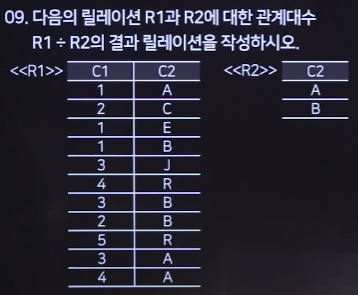 09. 다음의 릴레이션 R1과 R2에 대한 관계대수
R1 ÷ R2의 결과 릴레이션을 작성하시오.
<<R1>> C1 C2 <<R2>> C2
1 A A
2 C B
1 E
1 B
3 J
4 R
3 B
2 B
5 R
3 A
4 A